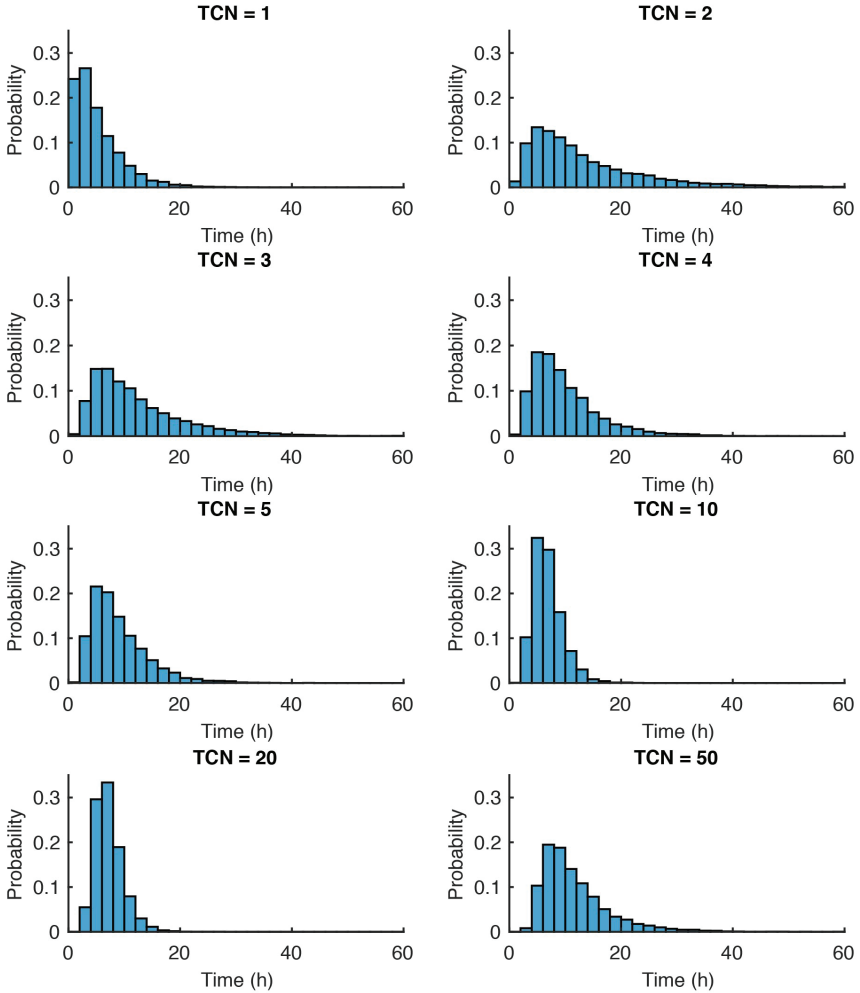 TCN = 1
0.3
0.2
0.1
0
Probability
0 20 40 60
Time (h)
TCN = 2
0.3
0.2
0.1
0
Probability
0 20 40 60
Time (h)
TCN = 3
0.3
0.2
0.1
0
Probability
0 20 40 60
Time (h)
TCN = 4
0.3
0.2
0.1
0
Probability
0 20 40 60
Time (h)
TCN = 5
0.3
0.2
0.1
0
Probability
0 20 40 60
Time (h)
TCN = 10
0.3
0.2
0.1
0
Probability
0 20 40 60
Time (h)
TCN = 20
0.3
0.2
0.1
0
Probability
0 20 40 60
Time (h)
TCN = 50
0.3
0.2
0.1
0
Probability
0 20 40 60
Time (h)